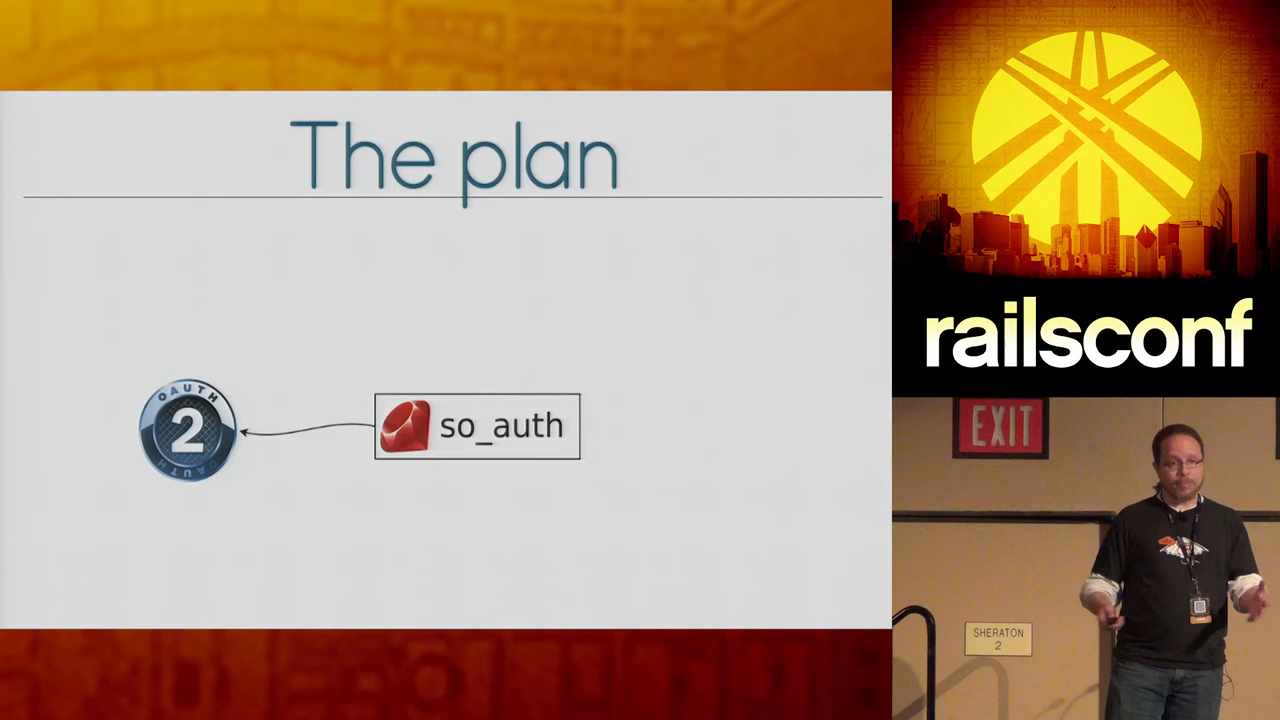 The plan
OAUTH
2
OAUTH
so_auth
railsconf
EXIT
SHERATON
2